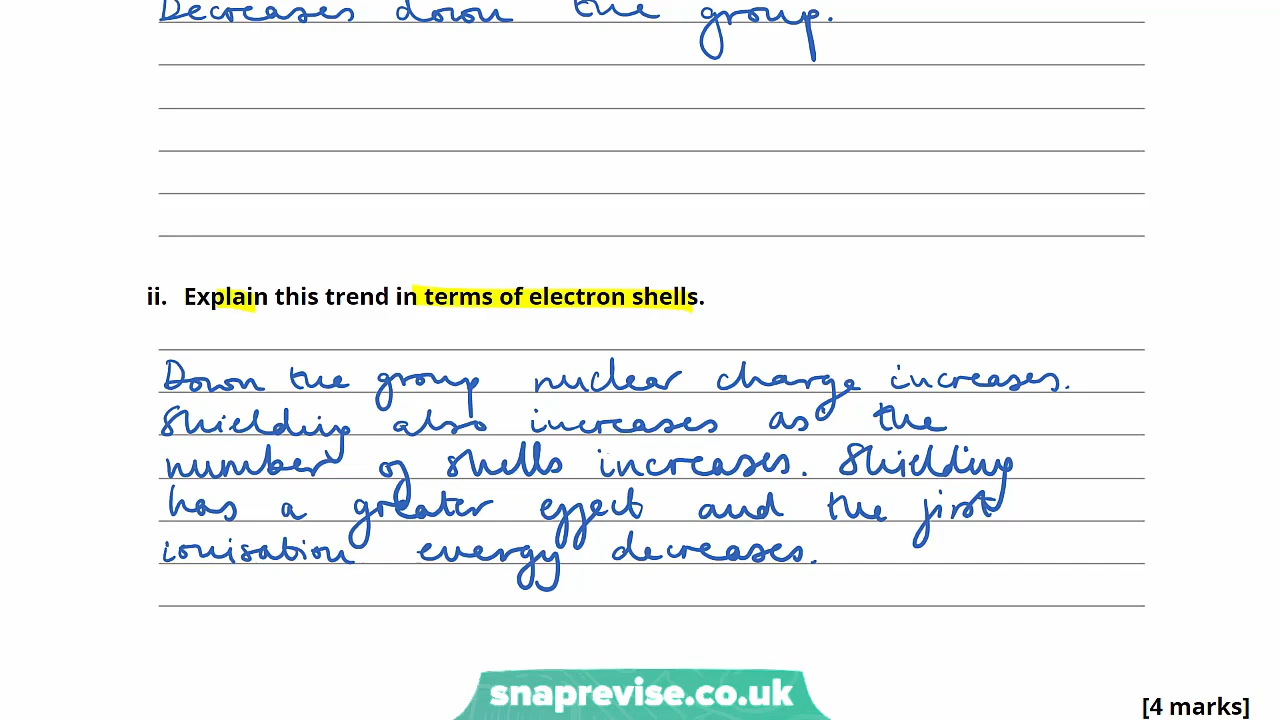 Decreases down the group.
ii. Explain this trend in terms of electron shells.
Down the group nuclear charge increases.
Shielding also increases as the
number of shells increases. Shielding
has a greater effect and the first
ionisation energy decreases.
snaprevise.co.uk
[4 marks]